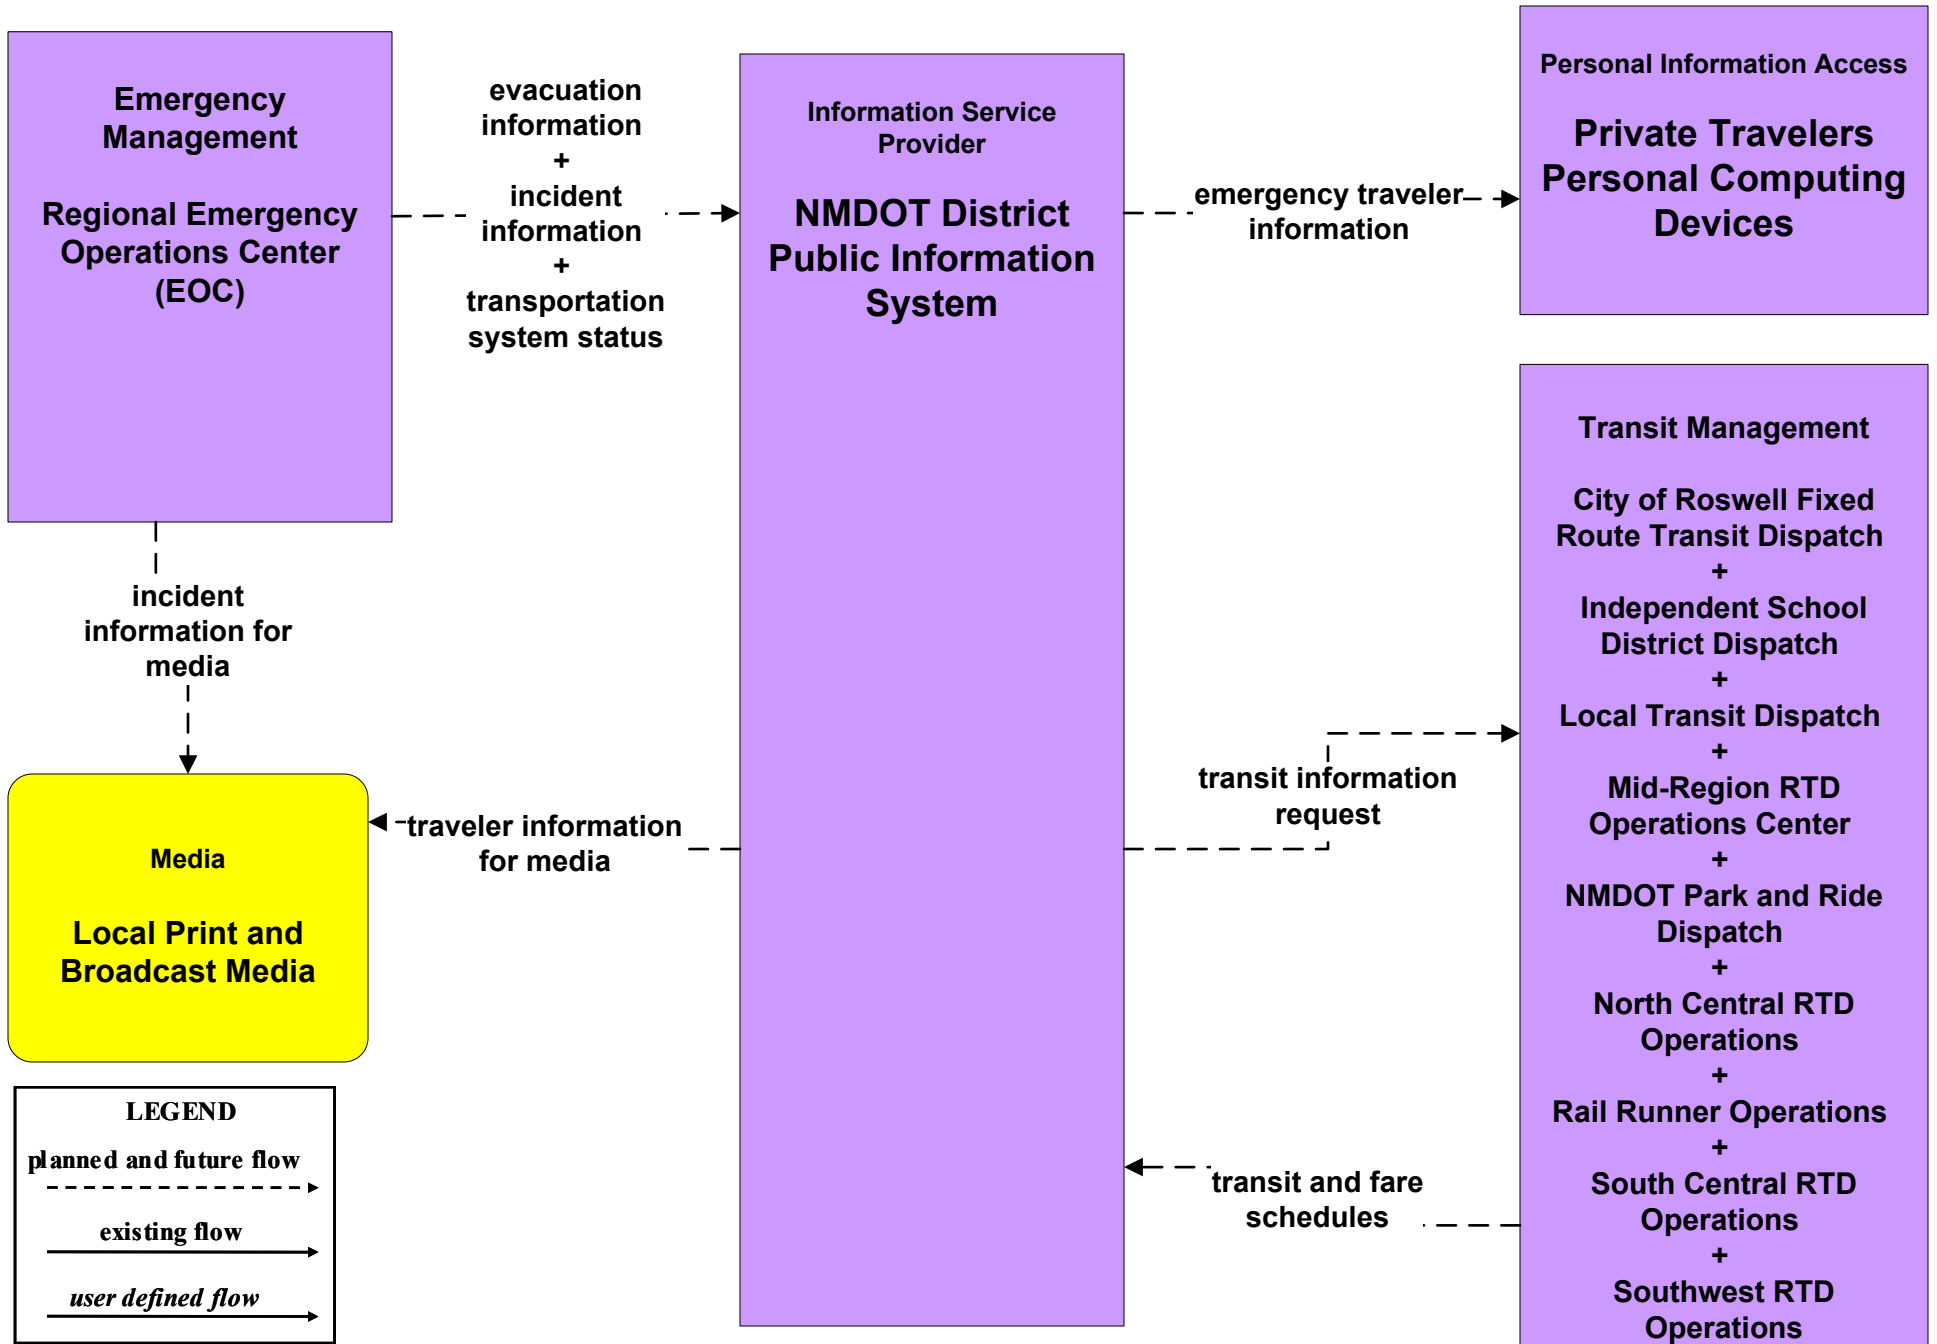 Emergency
Management
Regional Emergency
Operations Center
(EOC)
evacuation
information
+
incident
information
+
transportation
system status
Information Service
Provider
NMDOT District
Public Information
System
emergency traveler
information
Personal Information Access
Private Travelers
Personal Computing
Devices
incident
information for
media
Media
Local Print and
Broadcast Media
traveler information
for media
transit information
request
transit and fare
schedules
Transit Management
City of Roswell Fixed
Route Transit Dispatch
+
Independent School
District Dispatch
+
Local Transit Dispatch
+
Mid-Region RTD
Operations Center
+
NMDOT Park and Ride
Dispatch
+
North Central RTD
Operations
+
Rail Runner Operations
+
South Central RTD
Operations
+
Southwest RTD
Operations
LEGEND
planned and future flow
existing flow
user defined flow